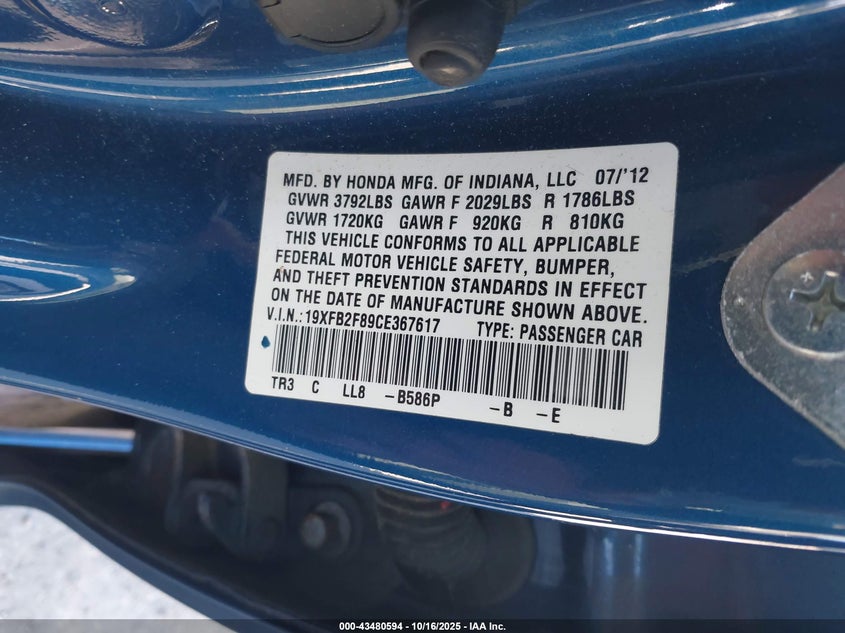 MFD. BY HONDA MFG. OF INDIANA, LLC 07/'12
GVWR 3792LBS GAWR F 2029LBS R 1786LBS
GVWR 1720KG GAWR F 920KG R 810KG
THIS VEHICLE CONFORMS TO ALL APPLICABLE
FEDERAL MOTOR VEHICLE SAFETY, BUMPER,
AND THEFT PREVENTION STANDARDS IN EFFECT
ON THE DATE OF MANUFACTURE SHOWN ABOVE.
V.I.N.:19XFB2F89CE367617 TYPE: PASSENGER CAR
TR3 C LL8 -B586P -B -E
000-43480594 - 10/16/2025 - IAA Inc.